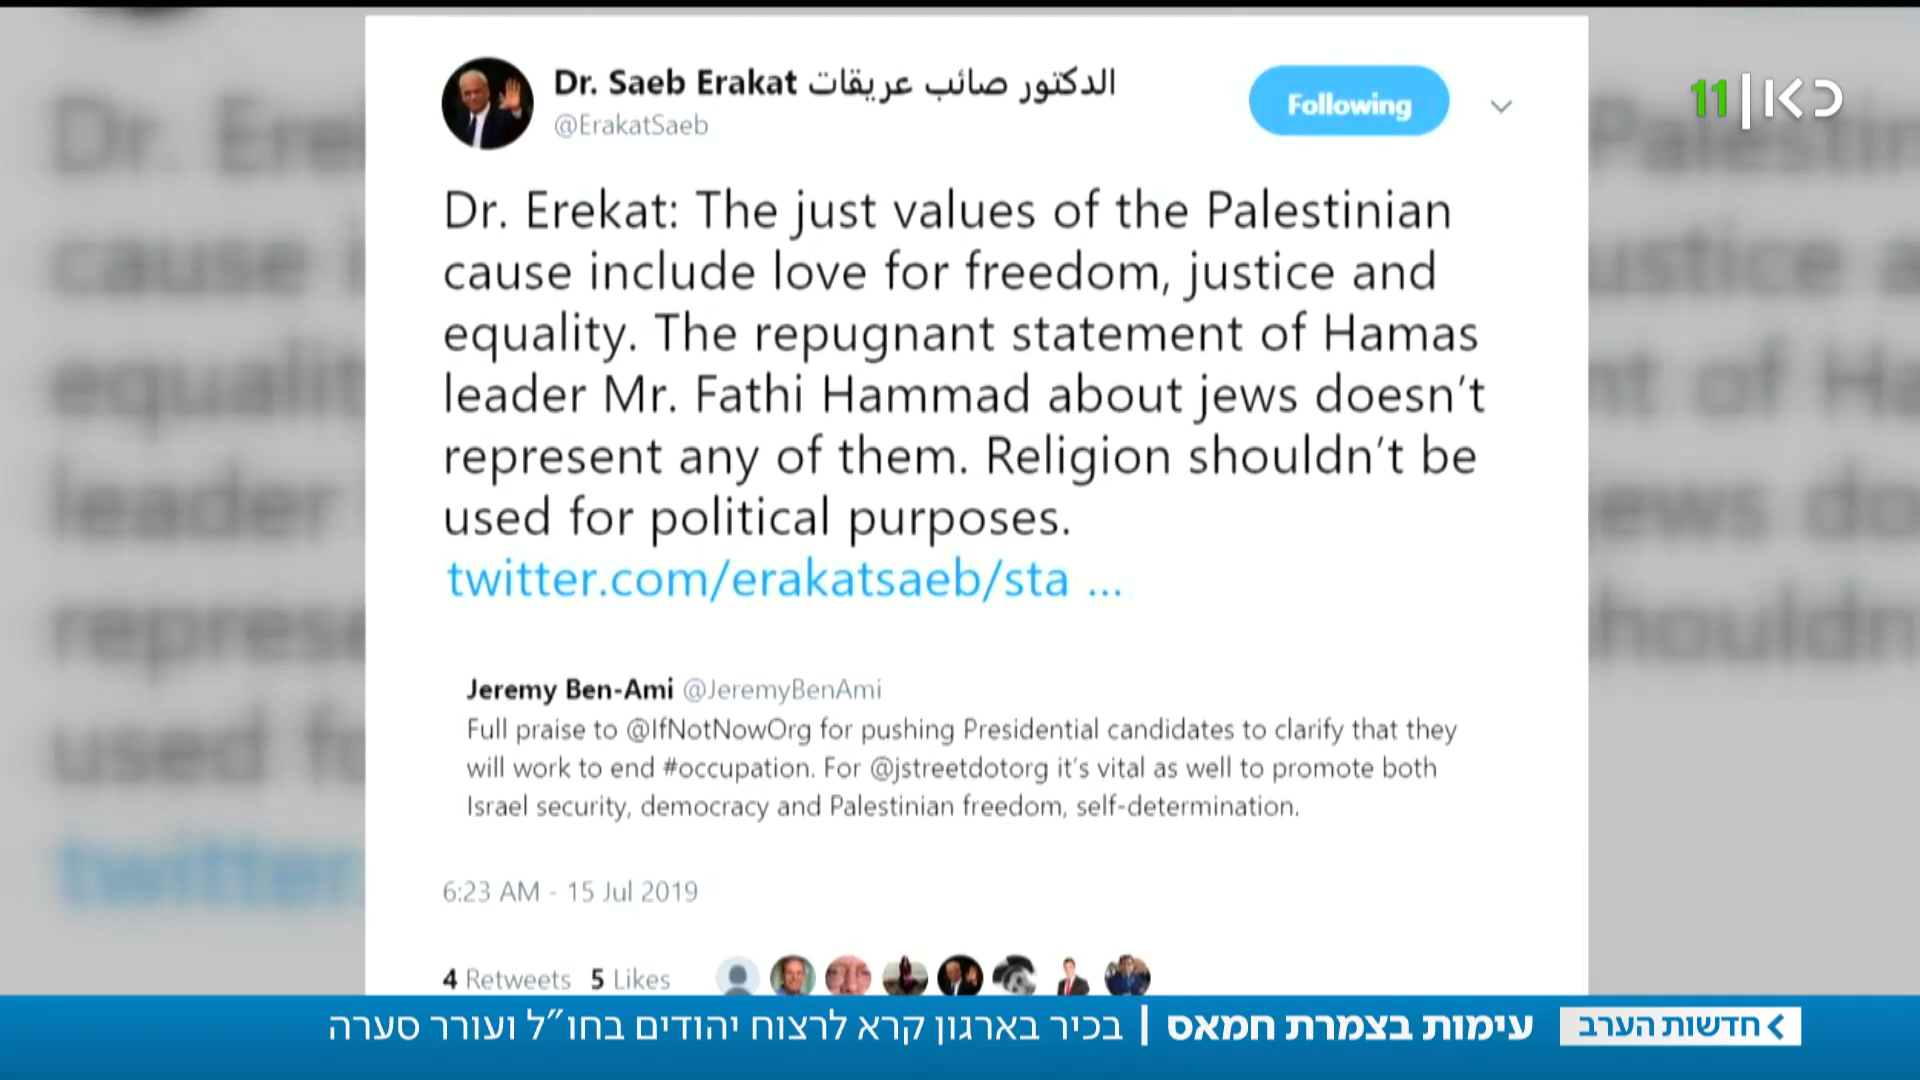 Dr. Saeb Erakat الدكتور صائب عريقات
@ErakatSaeb
Following
11 | כאן
Dr. Erekat: The just values of the Palestinian
cause include love for freedom, justice and
equality. The repugnant statement of Hamas
leader Mr. Fathi Hammad about jews doesn't
represent any of them. Religion shouldn't be
used for political purposes.
twitter.com/erakatsaeb/sta ...
Jeremy Ben-Ami @JeremyBenAmi
Full praise to @IfNotNowOrg for pushing Presidential candidates to clarify that they
will work to end #occupation. For @jstreetdotorg it's vital as well to promote both
Israel security, democracy and Palestinian freedom, self-determination.
6:23 AM - 15 Jul 2019
4 Retweets 5 Likes
חדשות הערב
עימות בצמרת חמאס | בכיר בארגון קרא לרצוח יהודים בחו״ל ועורר סערה